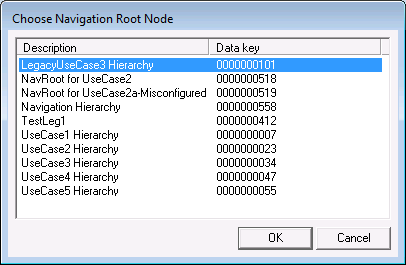 Choose Navigation Root Node
Description Data key
LegacyUseCase3 Hierarchy 0000000101
NavRoot for UseCase2 0000000518
NavRoot for UseCase2a-Misconfigured 0000000519
Navigation Hierarchy 0000000558
TestLeg1 0000000412
UseCase1 Hierarchy 0000000007
UseCase2 Hierarchy 0000000023
UseCase3 Hierarchy 0000000034
UseCase4 Hierarchy 0000000047
UseCase5 Hierarchy 0000000055
OK Cancel